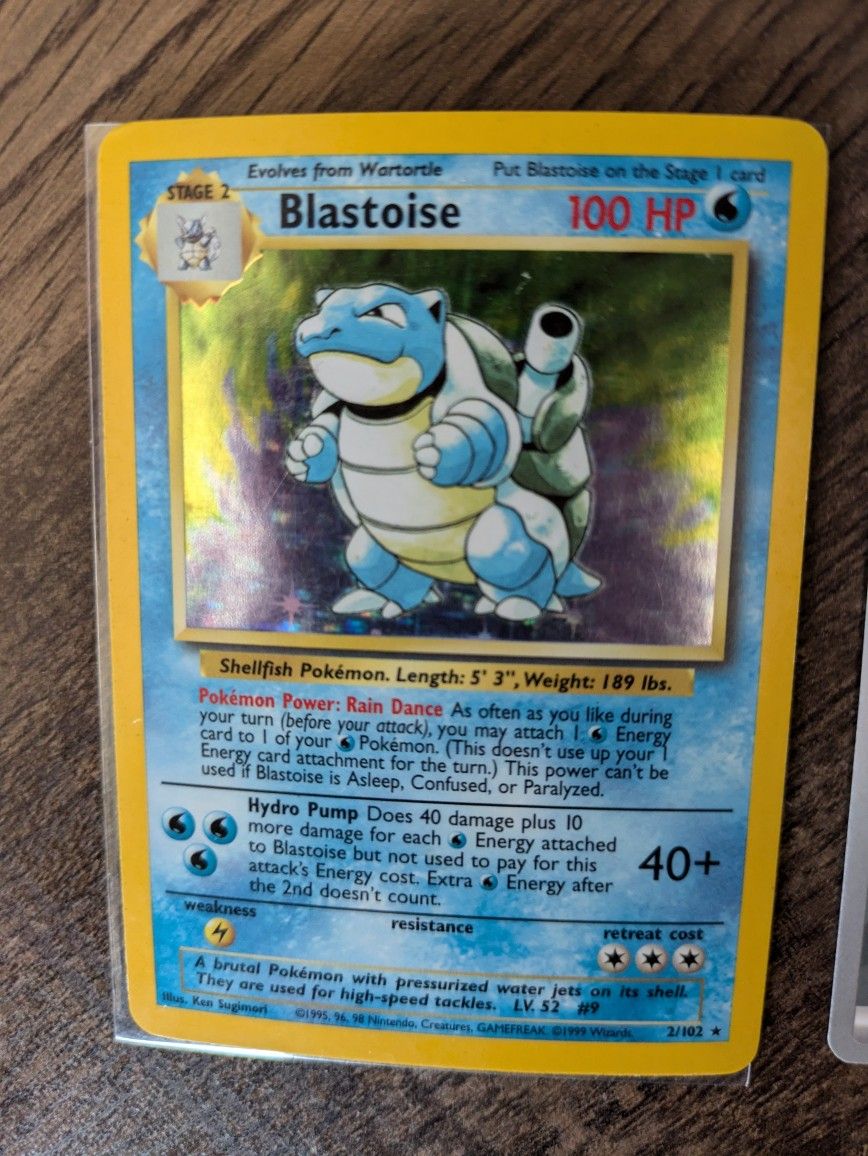 Evolves from Wartortle Put Blastoise on the Stage 1 card
STAGE 2
Blastoise 100 HP
Shellfish Pokémon. Length: 5' 3", Weight: 189 lbs.
Pokémon Power: Rain Dance As often as you like during
your turn (before your attack), you may attach 1 Energy
card to 1 of your Pokémon. (This doesn't use up your 1
Energy card attachment for the turn.) This power can't be
used if Blastoise is Asleep, Confused, or Paralyzed.
Hydro Pump Does 40 damage plus 10
more damage for each Energy attached
to Blastoise but not used to pay for this
attack's Energy cost. Extra Energy after
the 2nd doesn't count.
40+
weakness resistance retreat cost
A brutal Pokémon with pressurized water jets on its shell.
They are used for high-speed tackles. LV. 52 #9
Illus. Ken Sugimori ©1995, 96, 98 Nintendo, Creatures, GAMEFREAK. ©1999 Wizards. 2/102 ★